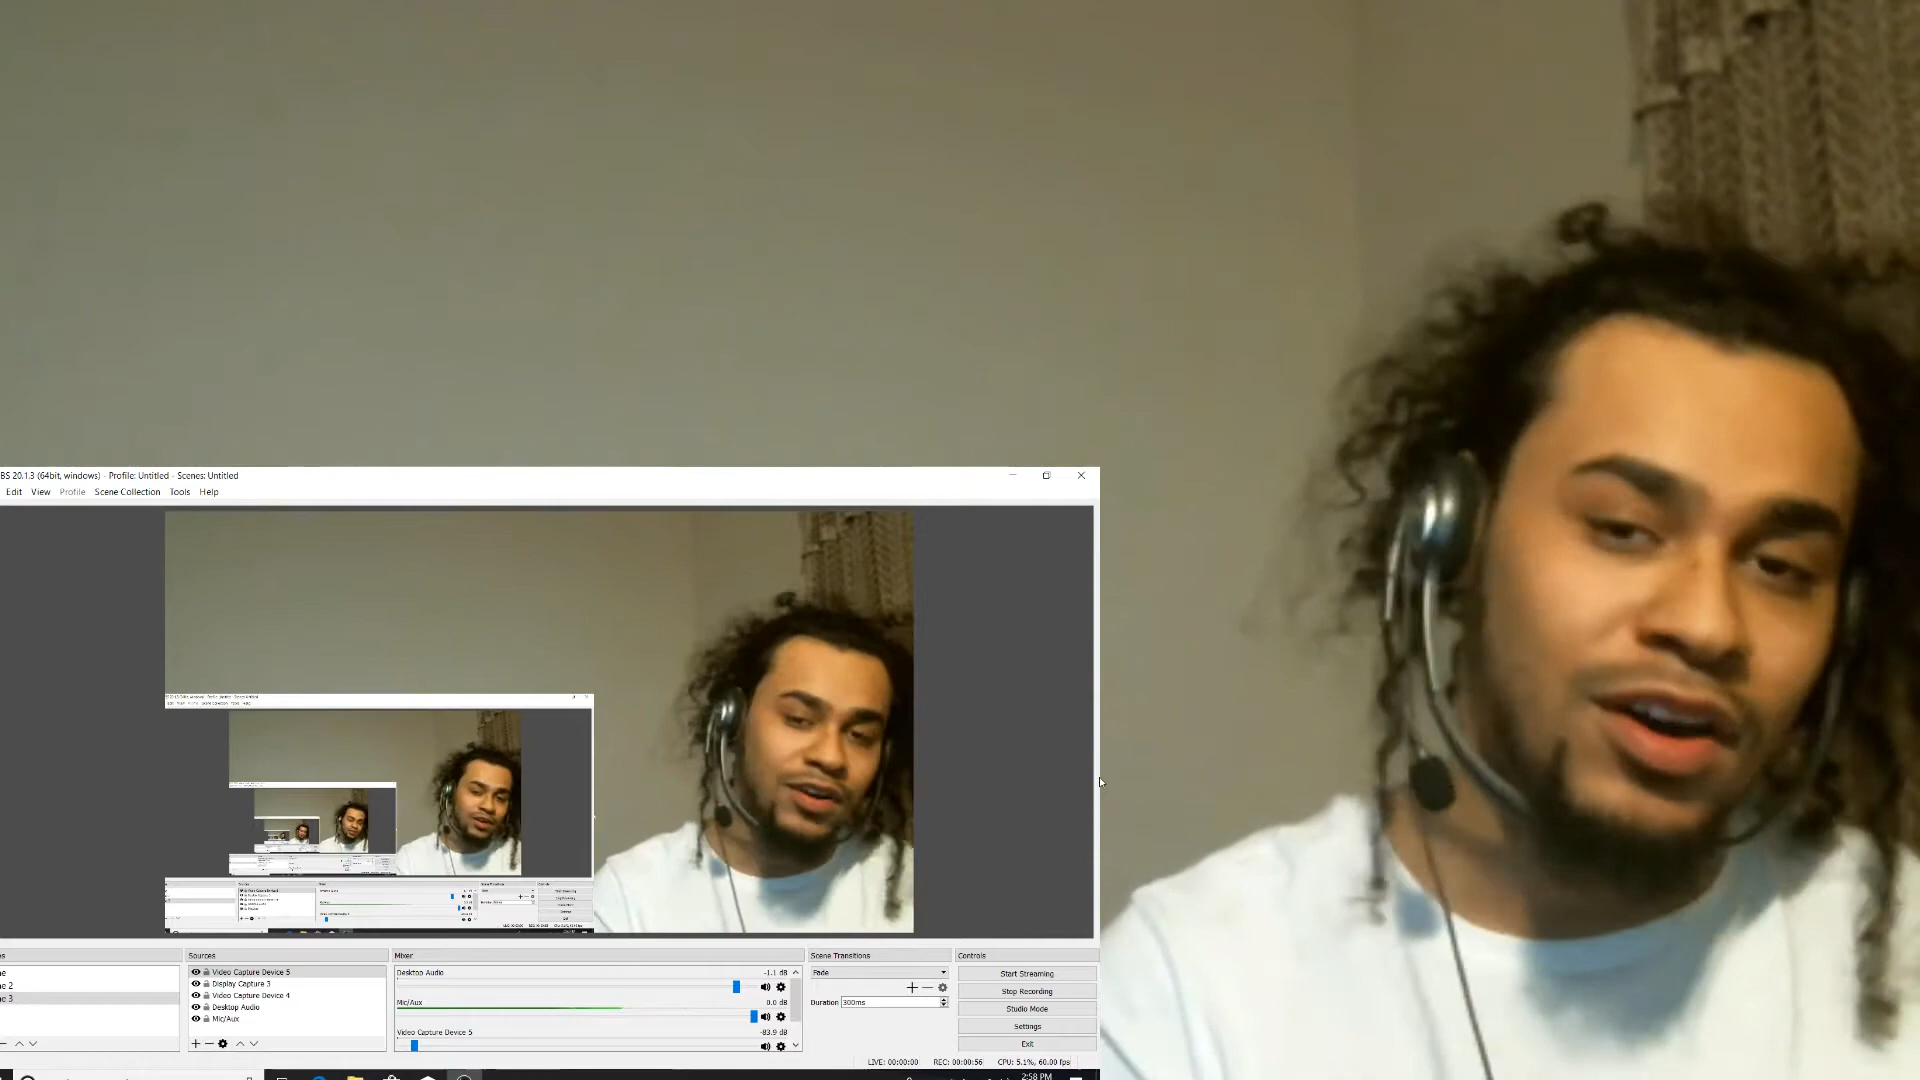 BS 20.1.3 (64bit, windows) - Profile: Untitled - Scenes: Untitled
Edit View Profile Scene Collection Tools Help
Sources Mixer Scene Transitions Controls
Video Capture Device 5
Display Capture 3
Video Capture Device 4
Desktop Audio
Mic/Aux
Desktop Audio -1.1 dB
Mic/Aux 0.0 dB
Video Capture Device 5 -83.9 dB
Fade
Duration 300ms
Start Streaming
Stop Recording
Studio Mode
Settings
Exit
LIVE: 00:00:00 REC: 00:00:56 CPU: 5.1%, 60.00 fps
2:58 PM